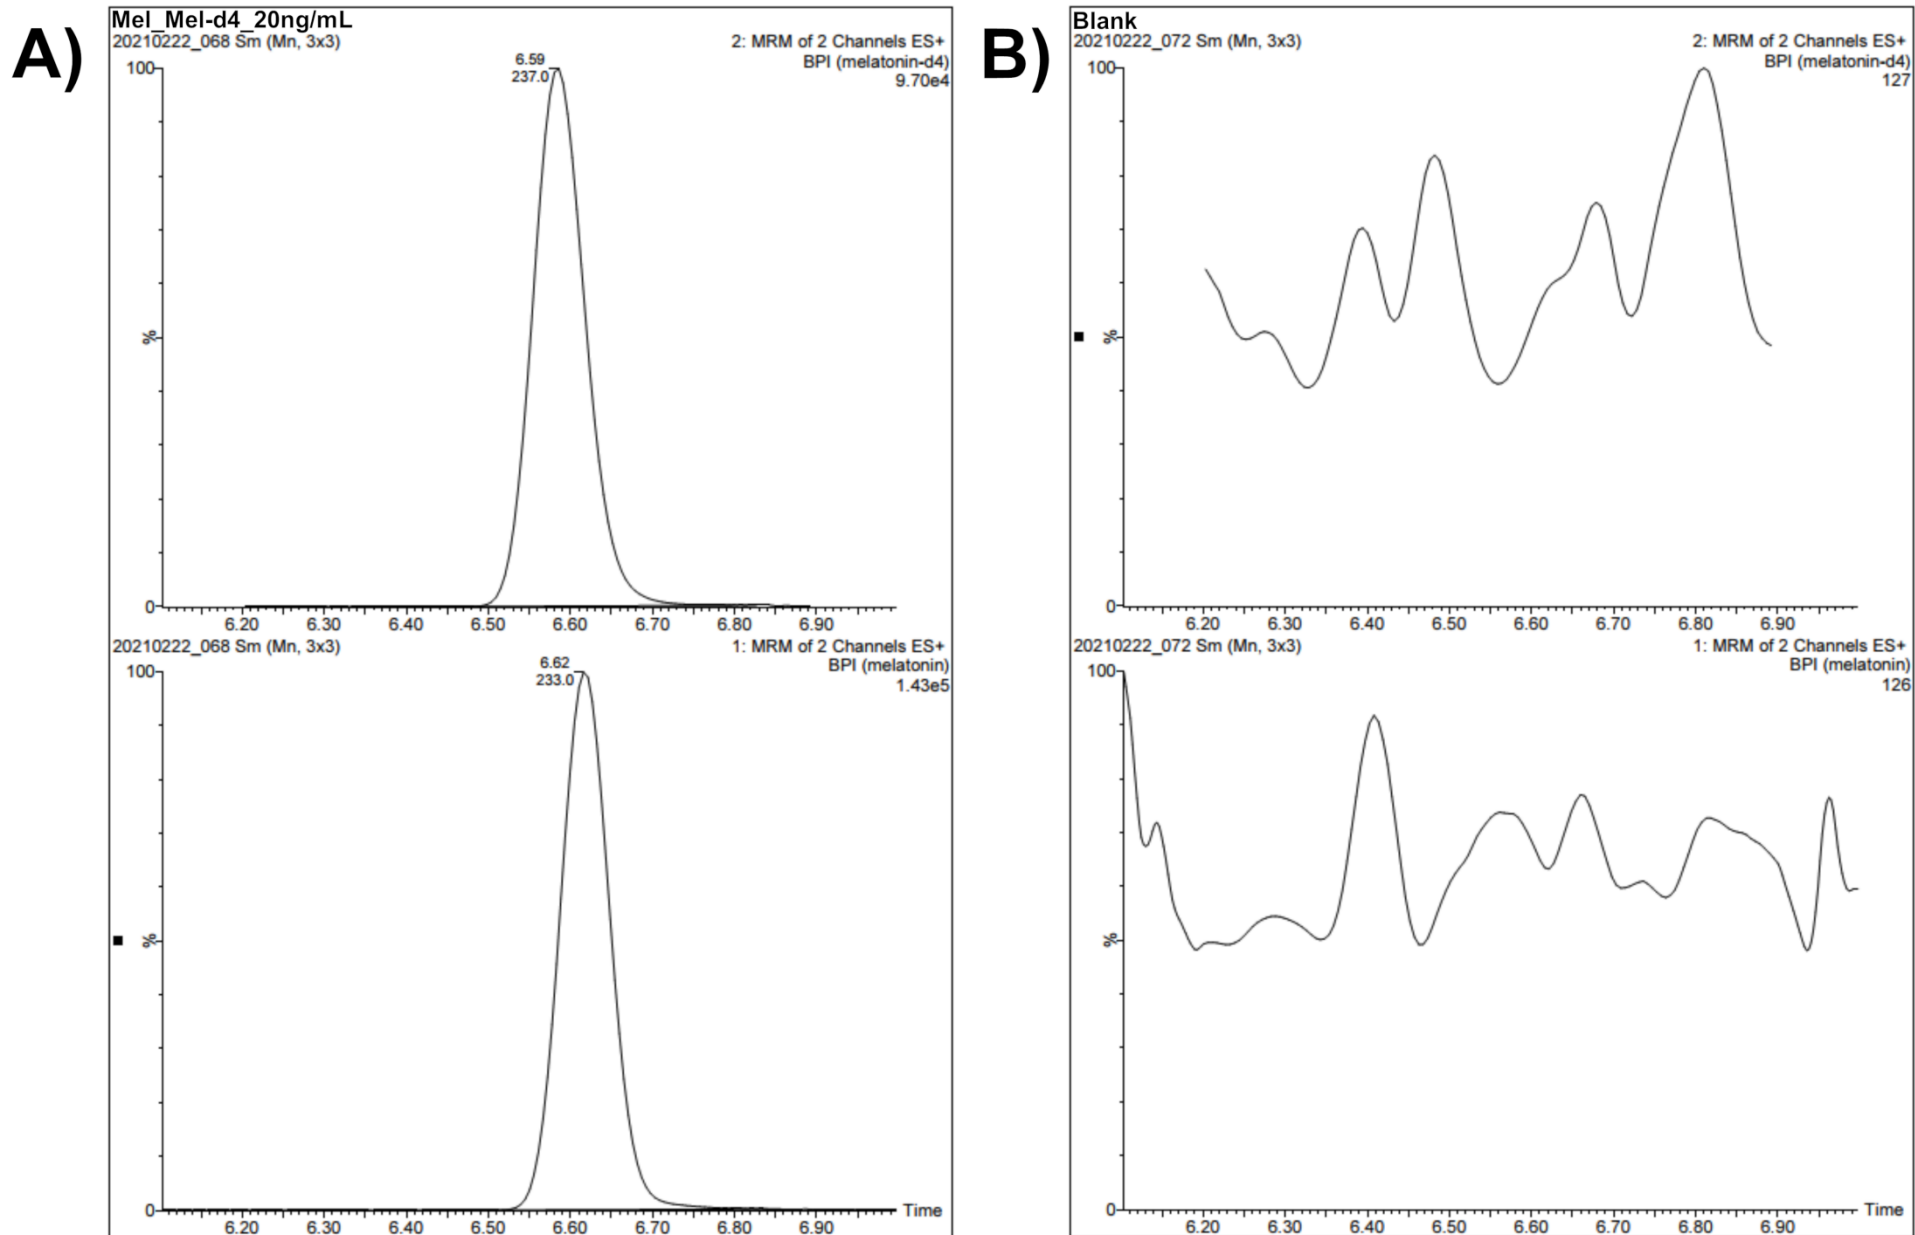 A)
Mel_Mel-d4_20ng/mL
20210222_068 Sm (Mn, 3x3)
2: MRM of 2 Channels ES+
BPI (melatonin-d4)
9.70e4
6.59
237.0
100
%
0
6.20 6.30 6.40 6.50 6.60 6.70 6.80 6.90
20210222_068 Sm (Mn, 3x3)
1: MRM of 2 Channels ES+
BPI (melatonin)
1.43e5
6.62
233.0
100
%
0
Time
6.20 6.30 6.40 6.50 6.60 6.70 6.80 6.90
B)
Blank
20210222_072 Sm (Mn, 3x3)
2: MRM of 2 Channels ES+
BPI (melatonin-d4)
127
100
%
0
6.20 6.30 6.40 6.50 6.60 6.70 6.80 6.90
20210222_072 Sm (Mn, 3x3)
1: MRM of 2 Channels ES+
BPI (melatonin)
126
100
%
0
Time
6.20 6.30 6.40 6.50 6.60 6.70 6.80 6.90